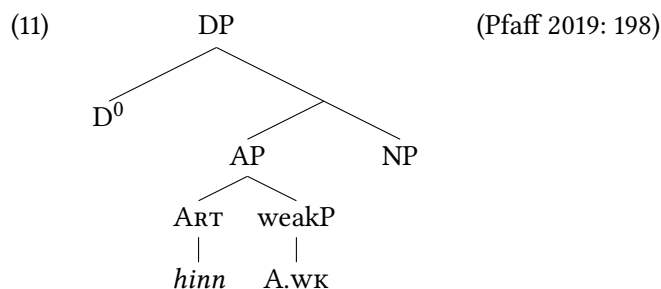 (11) DP (Pfaff 2019: 198)
D⁰
AP NP
ART weakP
hinn A.WK